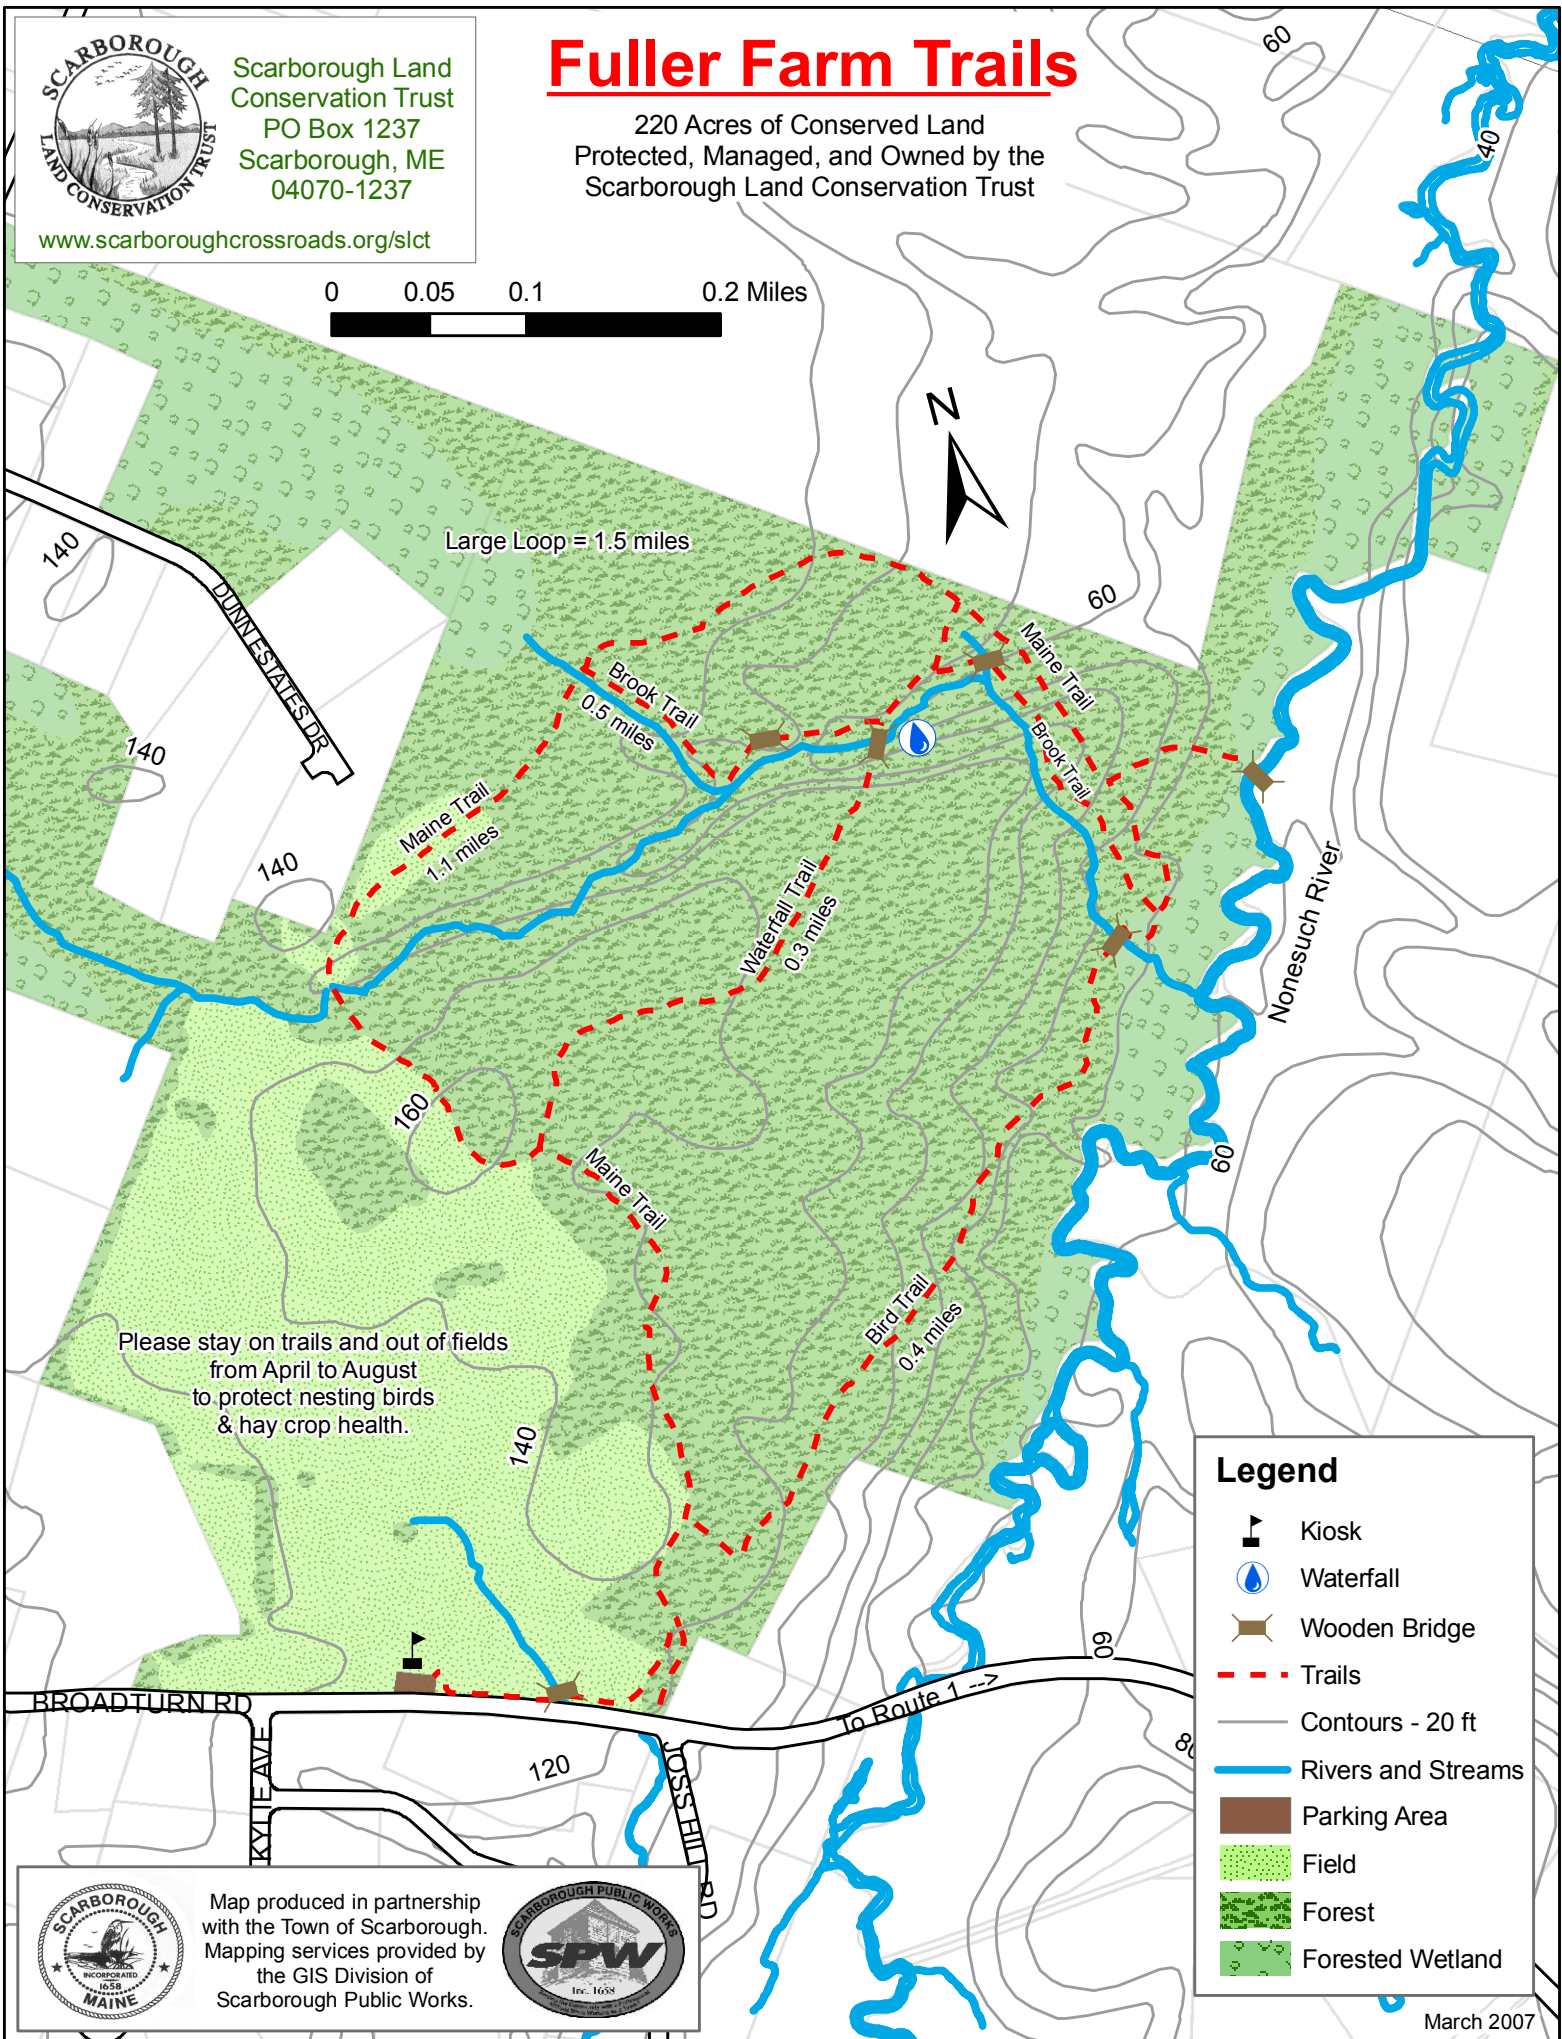 SCARBOROUGH
LAND CONSERVATION TRUST
Scarborough Land
Conservation Trust
PO Box 1237
Scarborough, ME
04070-1237
www.scarboroughcrossroads.org/slct
Fuller Farm Trails
220 Acres of Conserved Land
Protected, Managed, and Owned by the
Scarborough Land Conservation Trust
0 0.05 0.1 0.2 Miles
60
40
N
Large Loop = 1.5 miles
140
DUNN ESTATES DR
60
Maine Trail
Brook Trail
0.5 miles
Brook Trail
140
Maine Trail
1.1 miles
140
Waterfall Trail
0.3 miles
Nonesuch River
160
Maine Trail
60
Bird Trail
0.4 miles
Please stay on trails and out of fields
from April to August
to protect nesting birds
& hay crop health.
140
Legend
Kiosk
Waterfall
Wooden Bridge
Trails
Contours - 20 ft
Rivers and Streams
Parking Area
Field
Forest
Forested Wetland
60
To Route 1 -->
BROADTURN RD
KYLIE AVE
120
JOSS HILL RD
SCARBOROUGH
INCORPORATED
1658
MAINE
Map produced in partnership
with the Town of Scarborough.
Mapping services provided by
the GIS Division of
Scarborough Public Works.
SCARBOROUGH PUBLIC WORKS
SPW
Inc. 1658
March 2007